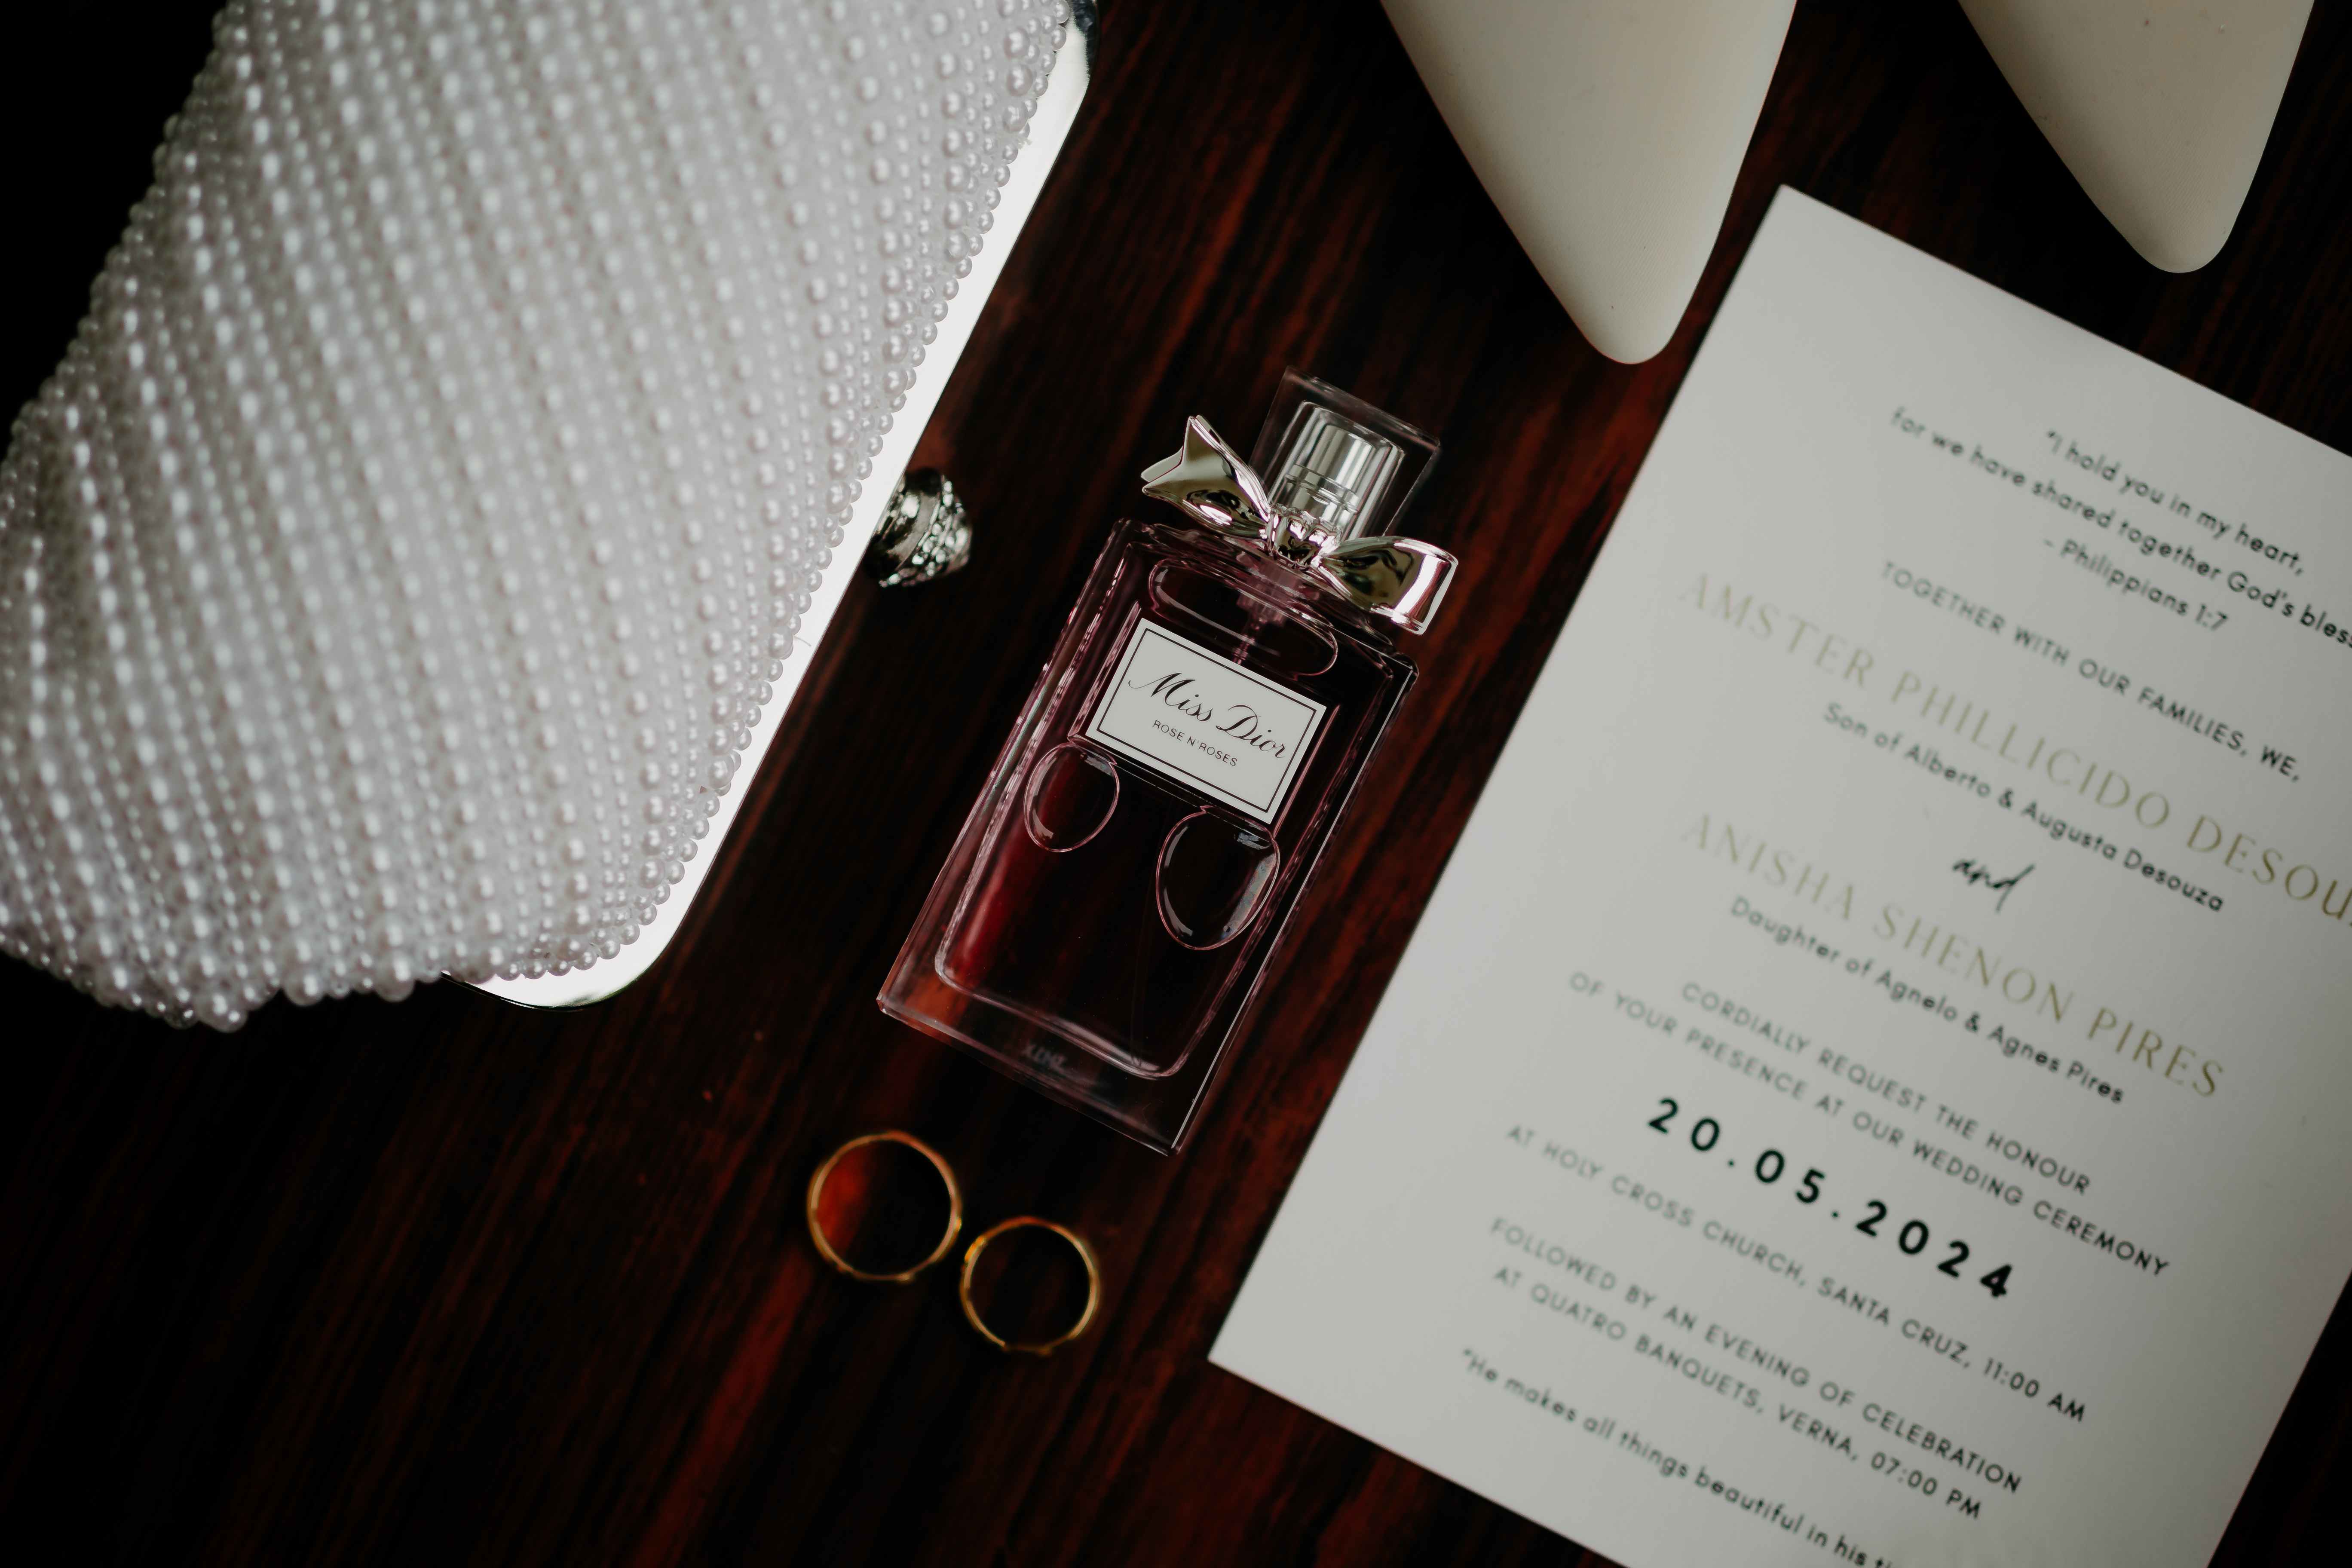 Miss Dior
ROSE N'ROSES
"I hold you in my heart,
for we have shared together God's
- Philippians 1:7
TOGETHER WITH OUR FAMILIES, WE,
AMSTER PHILLICIDO
Son of Alberto & Augusta Desouza
and
ANISHA SHENON PIRES
Daughter of Agnelo & Agnes Pires
CORDIALLY REQUEST THE HONOUR
OF YOUR PRESENCE AT OUR WEDDING CEREMONY
20.05.2024
AT HOLY CROSS CHURCH, SANTA CRUZ, 11:00 AM
FOLLOWED BY AN EVENING OF CELEBRATION
AT QUATRO BANQUETS, VERNA, 07:00 PM
"He makes all things beautiful in his